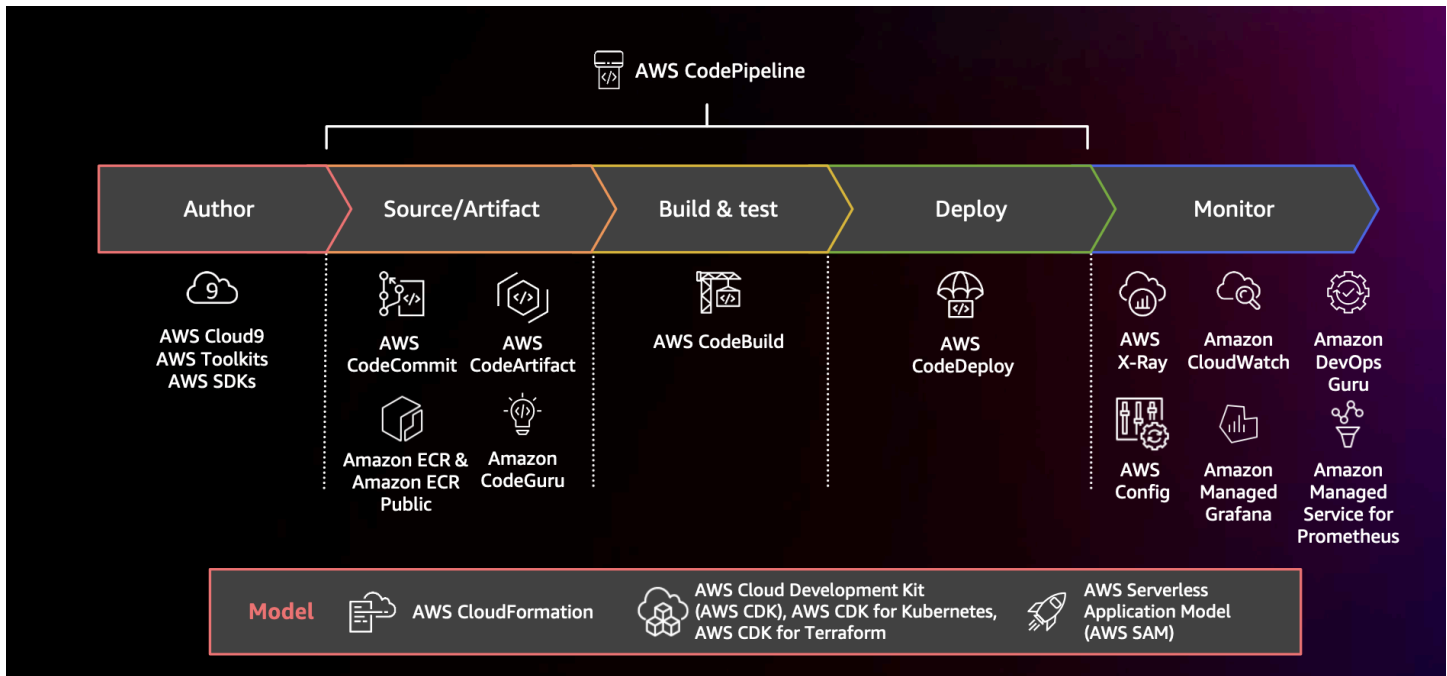 AWS CodePipeline
Author
Source/Artifact
Build & test
Deploy
Monitor
9
AWS Cloud9
AWS Toolkits
AWS SDKs
</>
AWS
CodeCommit
</>
AWS
CodeArtifact
Amazon ECR &
Amazon ECR
Public
</>
Amazon
CodeGuru
</>
AWS CodeBuild
</>
AWS
CodeDeploy
AWS
X-Ray
Amazon
CloudWatch
Amazon
DevOps
Guru
AWS
Config
Amazon
Managed
Grafana
Amazon
Managed
Service for
Prometheus
Model
AWS CloudFormation
AWS Cloud Development Kit
(AWS CDK), AWS CDK for Kubernetes,
AWS CDK for Terraform
AWS Serverless
Application Model
(AWS SAM)